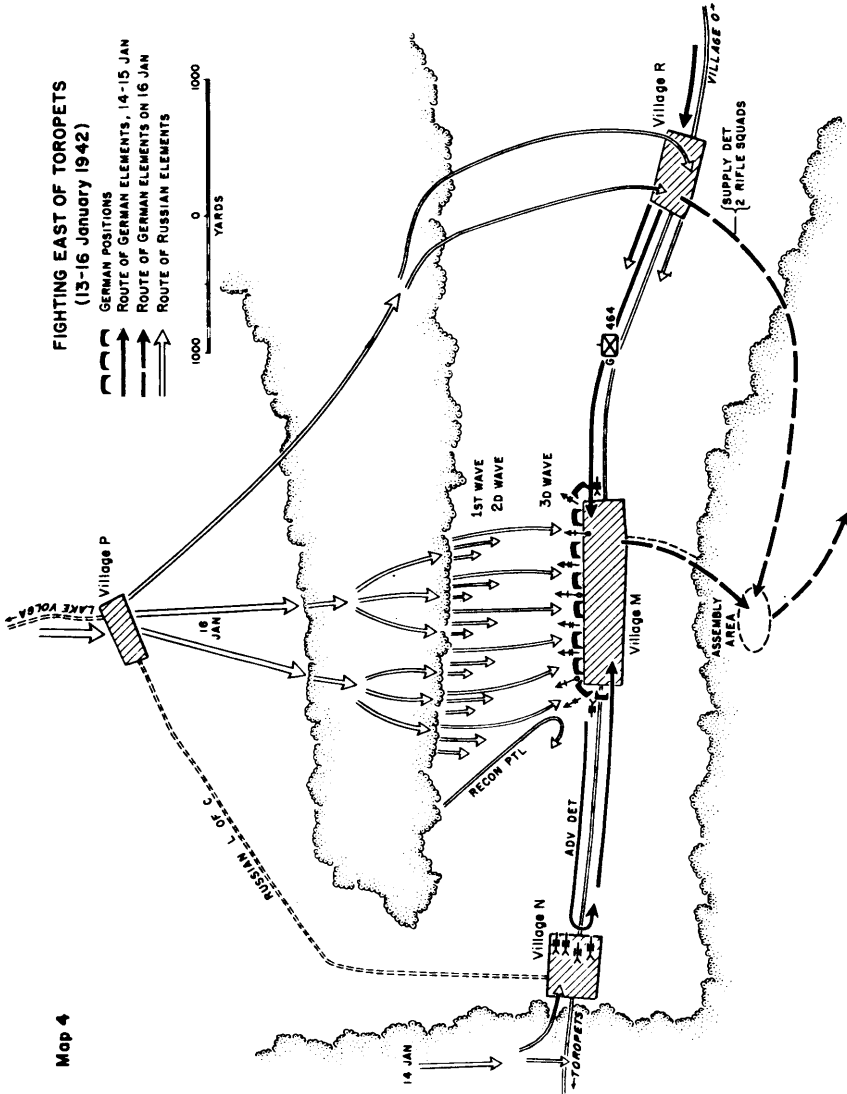 Map 4
FIGHTING EAST OF TOROPETS
(13-16 January 1942)
GERMAN POSITIONS
ROUTE OF GERMAN ELEMENTS, 14-15 JAN
ROUTE OF GERMAN ELEMENTS ON 16 JAN
ROUTE OF RUSSIAN ELEMENTS
1000 0 1000
YARDS
LAKE VOLGA
Village P
16
JAN
RUSSIAN L OF C
1ST WAVE
2D WAVE
3D WAVE
RECON PTL
14 JAN
Village N
ADV DET
TOROPETS
Village M
G 464
Village R
VILLAGE O
SUPPLY DET
2 RIFLE SQUADS
ASSEMBLY
AREA